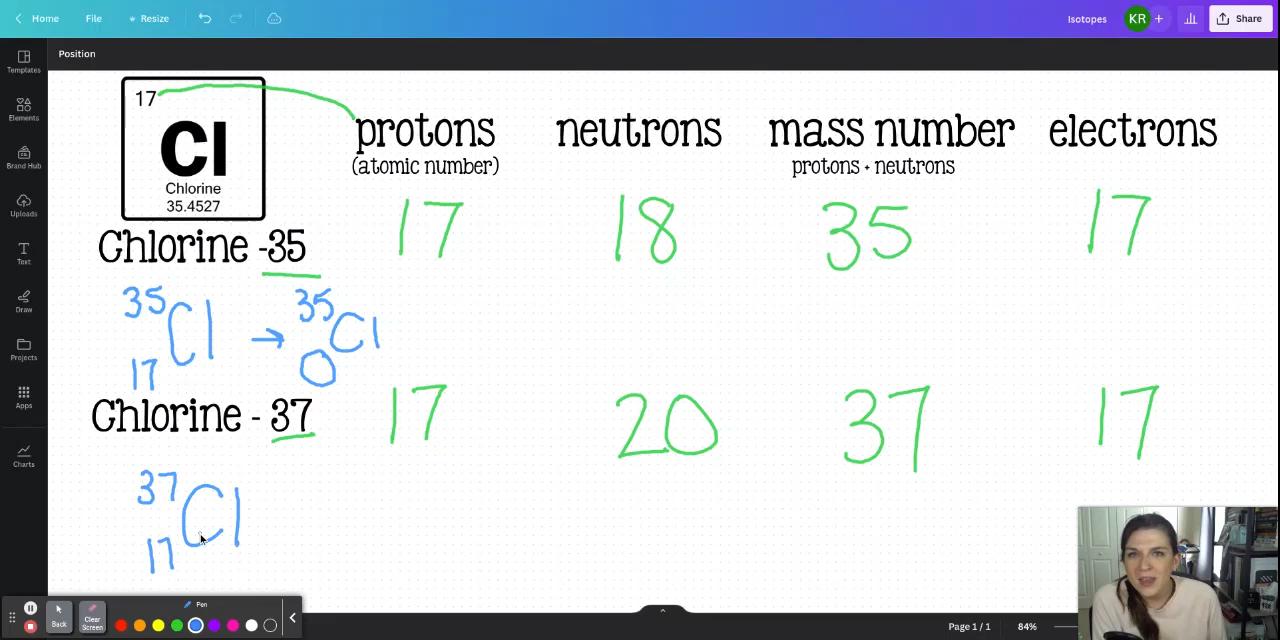 Home File Resize Isotopes KR + Share
Templates
Elements
Brand Hub
Uploads
Text
Draw
Projects
Apps
Charts
Position
17
Cl
Chlorine
35.4527
protons neutrons mass number electrons
(atomic number) protons + neutrons
Chlorine -35 17 18 35 17
35 Cl 17 → 35 Cl 0
Chlorine - 37 17 20 37 17
37 Cl 17
Back
Clear Screen
Pen
Page 1 / 1 84%